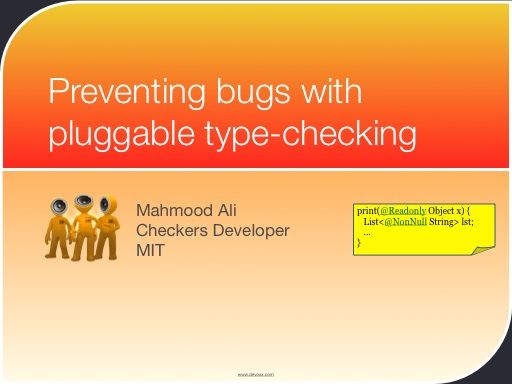 Preventing bugs with
pluggable type-checking
Mahmood Ali
Checkers Developer
MIT
print(@Readonly Object x) {
List<@NonNull String> lst;
...
}
www.devoxx.com